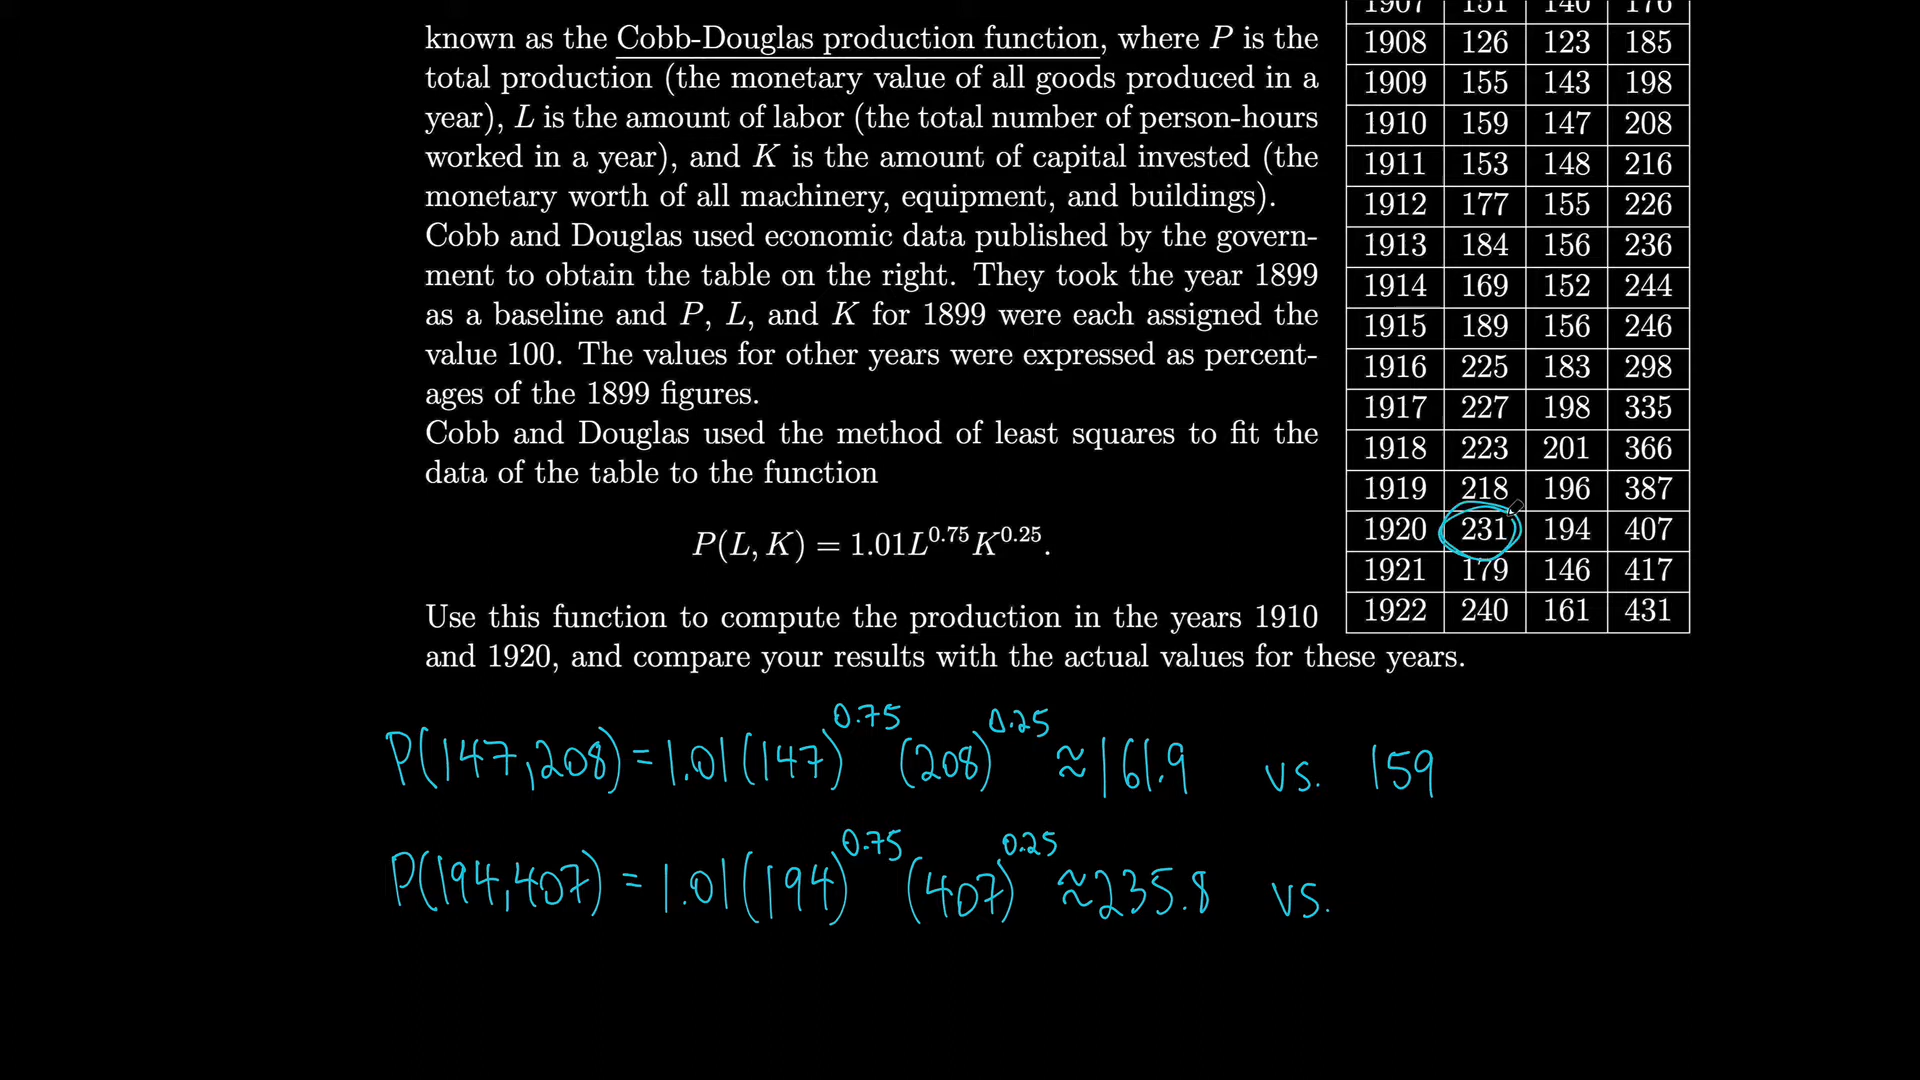 known as the Cobb-Douglas production function, where P is the
total production (the monetary value of all goods produced in a
year), L is the amount of labor (the total number of person-hours
worked in a year), and K is the amount of capital invested (the
monetary worth of all machinery, equipment, and buildings).
Cobb and Douglas used economic data published by the govern-
ment to obtain the table on the right. They took the year 1899
as a baseline and P, L, and K for 1899 were each assigned the
value 100. The values for other years were expressed as percent-
ages of the 1899 figures.
Cobb and Douglas used the method of least squares to fit the
data of the table to the function
P(L, K) = 1.01L^0.75 K^0.25.
Use this function to compute the production in the years 1910
and 1920, and compare your results with the actual values for these years.
1907 151 140 176
1908 126 123 185
1909 155 143 198
1910 159 147 208
1911 153 148 216
1912 177 155 226
1913 184 156 236
1914 169 152 244
1915 189 156 246
1916 225 183 298
1917 227 198 335
1918 223 201 366
1919 218 196 387
1920 231 194 407
1921 179 146 417
1922 240 161 431
P(147,208) = 1.01(147)^0.75 (208)^0.25 ≈ 161.9 vs. 159
P(194,407) = 1.01(194)^0.75 (407)^0.25 ≈ 235.8 vs.